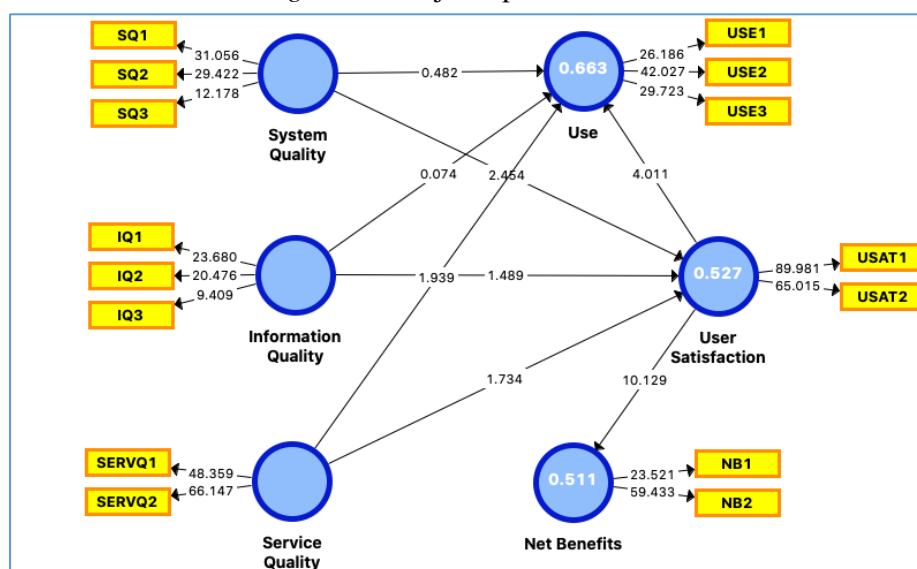 SQ1
SQ2
SQ3
31.056
29.422
12.178
System
Quality
0.482
0.663
Use
26.186
42.027
29.723
USE1
USE2
USE3
0.074
2.454
4.011
IQ1
IQ2
IQ3
23.680
20.476
9.409
Information
Quality
1.939
1.489
0.527
User
Satisfaction
89.981
65.015
USAT1
USAT2
1.734
10.129
SERVQ1
SERVQ2
48.359
66.147
Service
Quality
0.511
Net Benefits
23.521
59.433
NB1
NB2